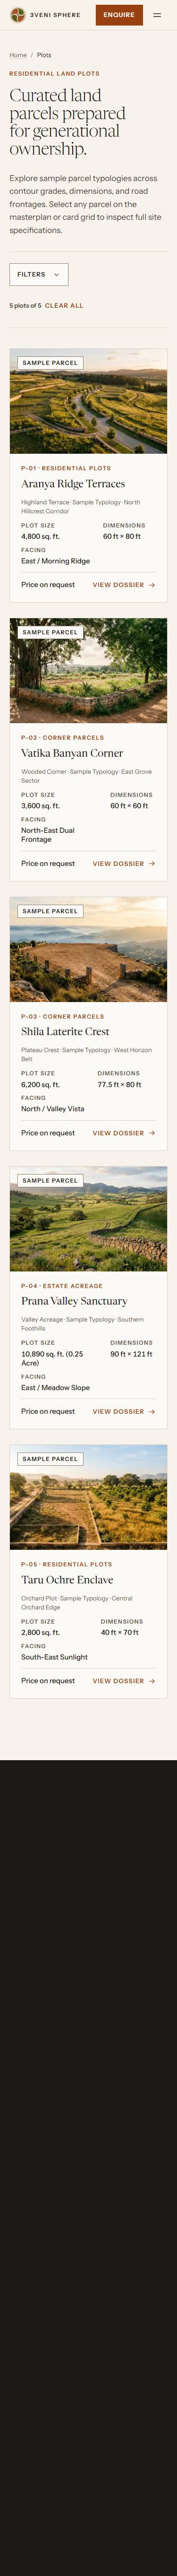 3VENI SPHERE
ENQUIRE
Home / Plots
RESIDENTIAL LAND PLOTS
Curated land
parcels prepared
for generational
ownership.
Explore sample parcel typologies across
contour grades, dimensions, and road
frontages. Select any parcel on the
masterplan or card grid to inspect full site
specifications.
FILTERS
5 plots of 5 CLEAR ALL
SAMPLE PARCEL
P-01 · RESIDENTIAL PLOTS
Aranya Ridge Terraces
Highland Terrace · Sample Typology · North
Hillcrest Corridor
PLOT SIZE DIMENSIONS
4,800 sq. ft. 60 ft × 80 ft
FACING
East / Morning Ridge
Price on request VIEW DOSSIER →
SAMPLE PARCEL
P-02 · CORNER PARCELS
Vatika Banyan Corner
Wooded Corner · Sample Typology · East Grove
Sector
PLOT SIZE DIMENSIONS
3,600 sq. ft. 60 ft × 60 ft
FACING
North-East Dual
Frontage
Price on request VIEW DOSSIER →
SAMPLE PARCEL
P-03 · CORNER PARCELS
Shila Laterite Crest
Plateau Crest · Sample Typology · West Horizon
Belt
PLOT SIZE DIMENSIONS
6,200 sq. ft. 77.5 ft × 80 ft
FACING
North / Valley Vista
Price on request VIEW DOSSIER →
SAMPLE PARCEL
P-04 · ESTATE ACREAGE
Prana Valley Sanctuary
Valley Acreage · Sample Typology · Southern
Foothills
PLOT SIZE DIMENSIONS
10,890 sq. ft. (0.25 90 ft × 121 ft
Acre)
FACING
East / Meadow Slope
Price on request VIEW DOSSIER →
SAMPLE PARCEL
P-05 · RESIDENTIAL PLOTS
Taru Ochre Enclave
Orchard Plot · Sample Typology · Central
Orchard Edge
PLOT SIZE DIMENSIONS
2,800 sq. ft. 40 ft × 70 ft
FACING
South-East Sunlight
Price on request VIEW DOSSIER →